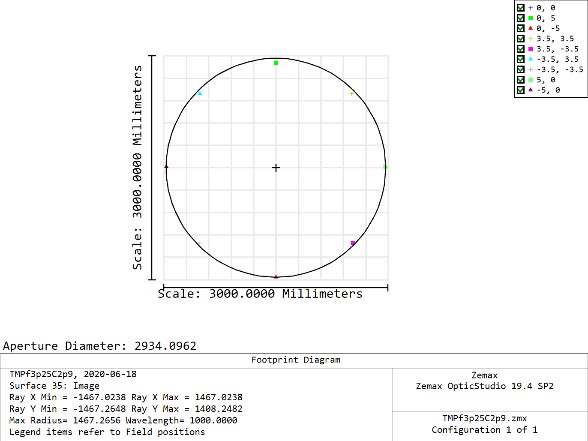 0, 0
0, 5
0, -5
3.5, 3.5
3.5, -3.5
-3.5, 3.5
-3.5, -3.5
5, 0
-5, 0
Scale: 3000.0000 Millimeters
Scale: 3000.0000 Millimeters
Aperture Diameter: 2934.0962
Footprint Diagram
TMPf3p25C2p9, 2020-06-18
Surface 35: Image
Ray X Min = -1467.0238 Ray X Max = 1467.0238
Ray Y Min = -1467.2648 Ray Y Max = 1408.2482
Max Radius= 1467.2656 Wavelength= 1000.0000
Legend items refer to Field positions
Zemax
Zemax OpticStudio 19.4 SP2
TMPf3p25C2p9.zmx
Configuration 1 of 1